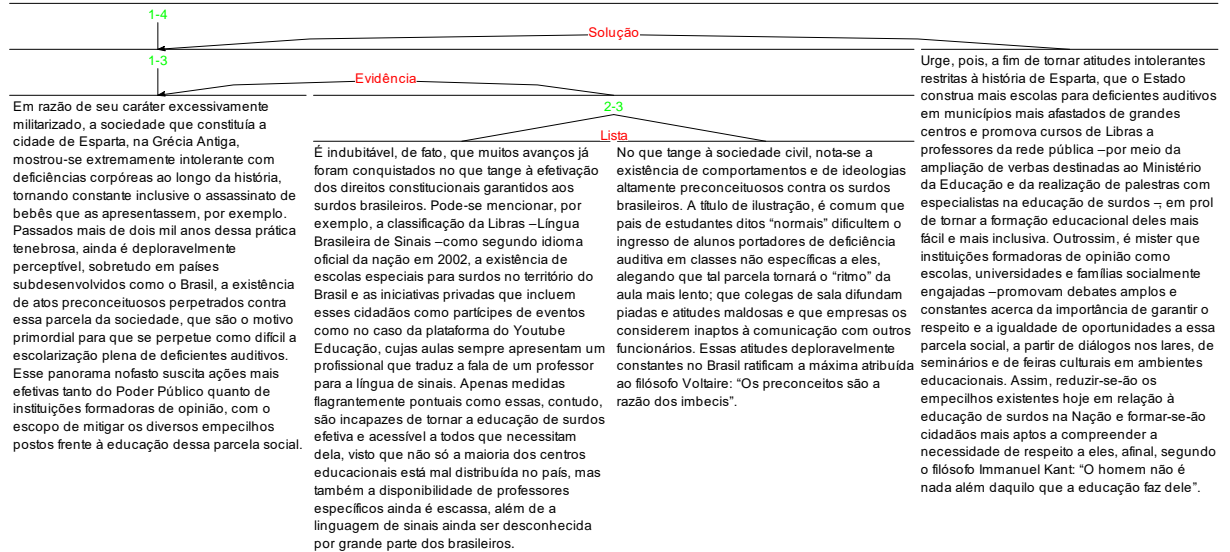 1-4
Solução
1-3
Evidência
Em razão de seu caráter excessivamente
militarizado, a sociedade que constituía a
cidade de Esparta, na Grécia Antiga,
mostrou-se extremamente intolerante com
deficiências corpóreas ao longo da história,
tornando constante inclusive o assassinato de
bebês que as apresentassem, por exemplo.
Passados mais de dois mil anos dessa prática
tenebrosa, ainda é deploravelmente
perceptível, sobretudo em países
subdesenvolvidos como o Brasil, a existência
de atos preconceituosos perpetrados contra
essa parcela da sociedade, que são o motivo
primordial para que se perpetue como difícil a
escolarização plena de deficientes auditivos.
Esse panorama nofasto suscita ações mais
efetivas tanto do Poder Público quanto de
instituições formadoras de opinião, com o
escopo de mitigar os diversos empecilhos
postos frente à educação dessa parcela social.
2-3
Lista
É indubitável, de fato, que muitos avanços já
foram conquistados no que tange à efetivação
dos direitos constitucionais garantidos aos
surdos brasileiros. Pode-se mencionar, por
exemplo, a classificação da Libras –Língua
Brasileira de Sinais –como segundo idioma
oficial da nação em 2002, a existência de
escolas especiais para surdos no território do
Brasil e as iniciativas privadas que incluem
esses cidadãos como partícipes de eventos
como no caso da plataforma do Youtube
Educação, cujas aulas sempre apresentam um
profissional que traduz a fala de um professor
para a língua de sinais. Apenas medidas
flagrantemente pontuais como essas, contudo,
são incapazes de tornar a educação de surdos
efetiva e acessível a todos que necessitam
dela, visto que não só a maioria dos centros
educacionais está mal distribuída no país, mas
também a disponibilidade de professores
específicos ainda é escassa, além de a
linguagem de sinais ainda ser desconhecida
por grande parte dos brasileiros.
No que tange à sociedade civil, nota-se a
existência de comportamentos e de ideologias
altamente preconceituosos contra os surdos
brasileiros. A título de ilustração, é comum que
pais de estudantes ditos “normais” dificultem o
ingresso de alunos portadores de deficiência
auditiva em classes não específicas a eles,
alegando que tal parcela tornará o “ritmo” da
aula mais lento; que colegas de sala difundam
piadas e atitudes maldosas e que empresas os
considerem inaptos à comunicação com outros
funcionários. Essas atitudes deploravelmente
constantes no Brasil ratificam a máxima atribuída
ao filósofo Voltaire: “Os preconceitos são a
razão dos imbecis”.
Urge, pois, a fim de tornar atitudes intolerantes
restritas à história de Esparta, que o Estado
construa mais escolas para deficientes auditivos
em municípios mais afastados de grandes
centros e promova cursos de Libras a
professores da rede pública –por meio da
ampliação de verbas destinadas ao Ministério
da Educação e da realização de palestras com
especialistas na educação de surdos –, em prol
de tornar a formação educacional deles mais
fácil e mais inclusiva. Outrossim, é mister que
instituições formadoras de opinião como
escolas, universidades e famílias socialmente
engajadas –promovam debates amplos e
constantes acerca da importância de garantir o
respeito e a igualdade de oportunidades a essa
parcela social, a partir de diálogos nos lares, de
seminários e de feiras culturais em ambientes
educacionais. Assim, reduzir-se-ão os
empecilhos existentes hoje em relação à
educação de surdos na Nação e formar-se-ão
cidadãos mais aptos a compreender a
necessidade de respeito a eles, afinal, segundo
o filósofo Immanuel Kant: “O homem não é
nada além daquilo que a educação faz dele”.